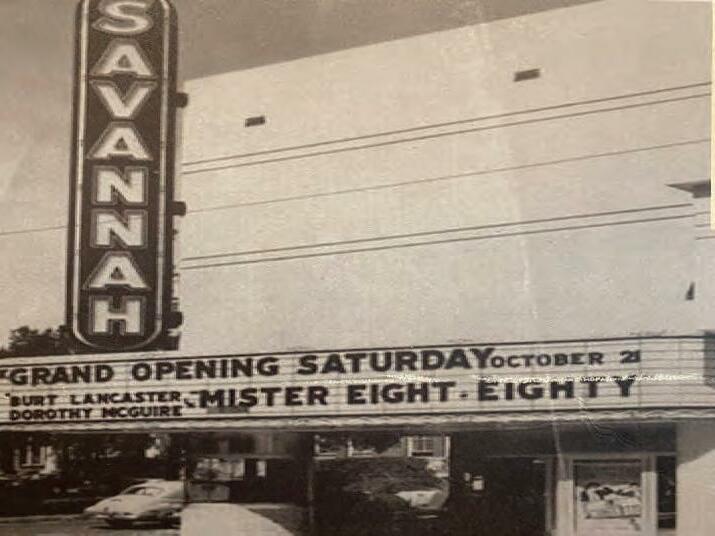 SAVANNAH
GRAND OPENING SATURDAY OCTOBER 21
BURT LANCASTER
DOROTHY MCGUIRE
MISTER EIGHT-EIGHTY